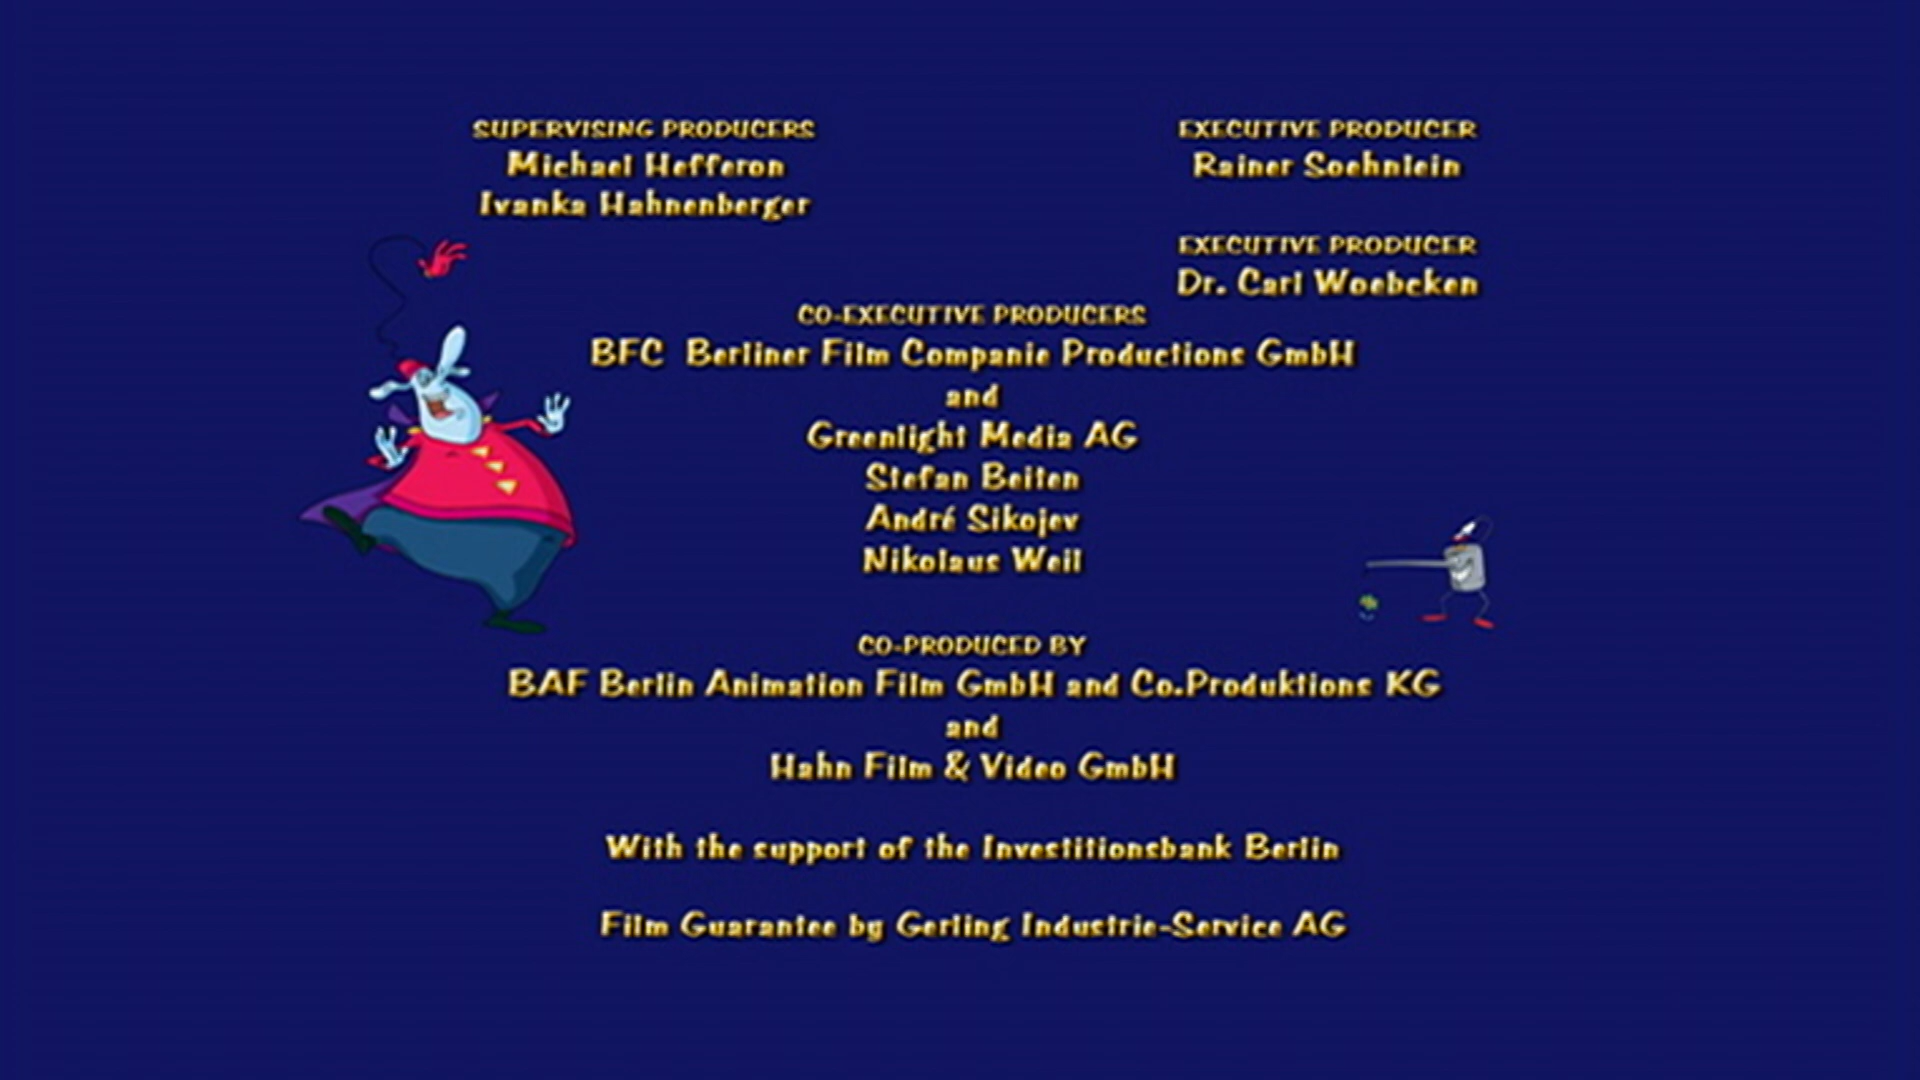 SUPERVISING PRODUCERS
Michael Hefferon
Ivanka Hahnenberger
EXECUTIVE PRODUCER
Rainer Soehnlein
EXECUTIVE PRODUCER
Dr. Carl Woebcken
CO-EXECUTIVE PRODUCERS
BFC Berliner Film Companie Productions GmbH
and
Greenlight Media AG
Stefan Beiten
André Sikojev
Nikolaus Weil
CO-PRODUCED BY
BAF Berlin Animation Film GmbH and Co.Produktions KG
and
Hahn Film & Video GmbH
With the support of the Investitionsbank Berlin
Film Guarantee by Gerling Industrie-Service AG